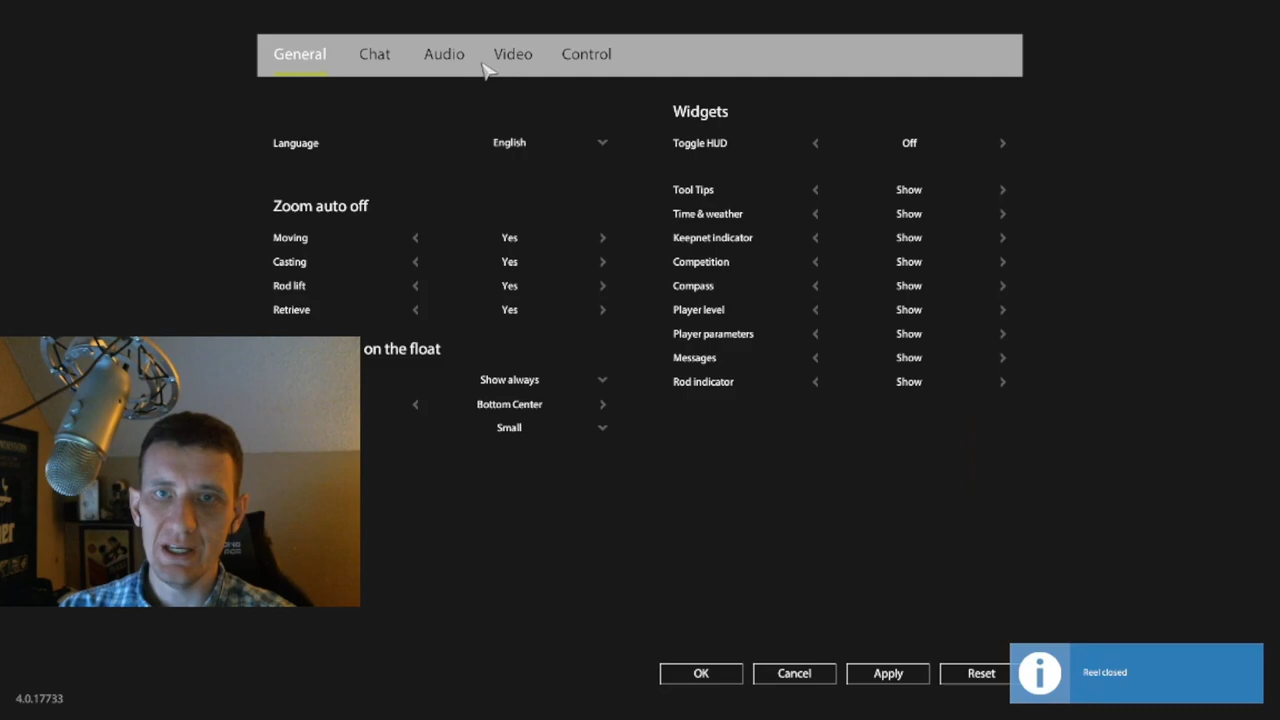 General Chat Audio Video Control
Language English
Zoom auto off
Moving Yes
Casting Yes
Rod lift Yes
Retrieve Yes
on the float
Show always
Bottom Center
Small
Widgets
Toggle HUD Off
Tool Tips Show
Time & weather Show
Keepnet indicator Show
Competition Show
Compass Show
Player level Show
Player parameters Show
Messages Show
Rod indicator Show
OK Cancel Apply Reset
Reel closed
4.0.17733